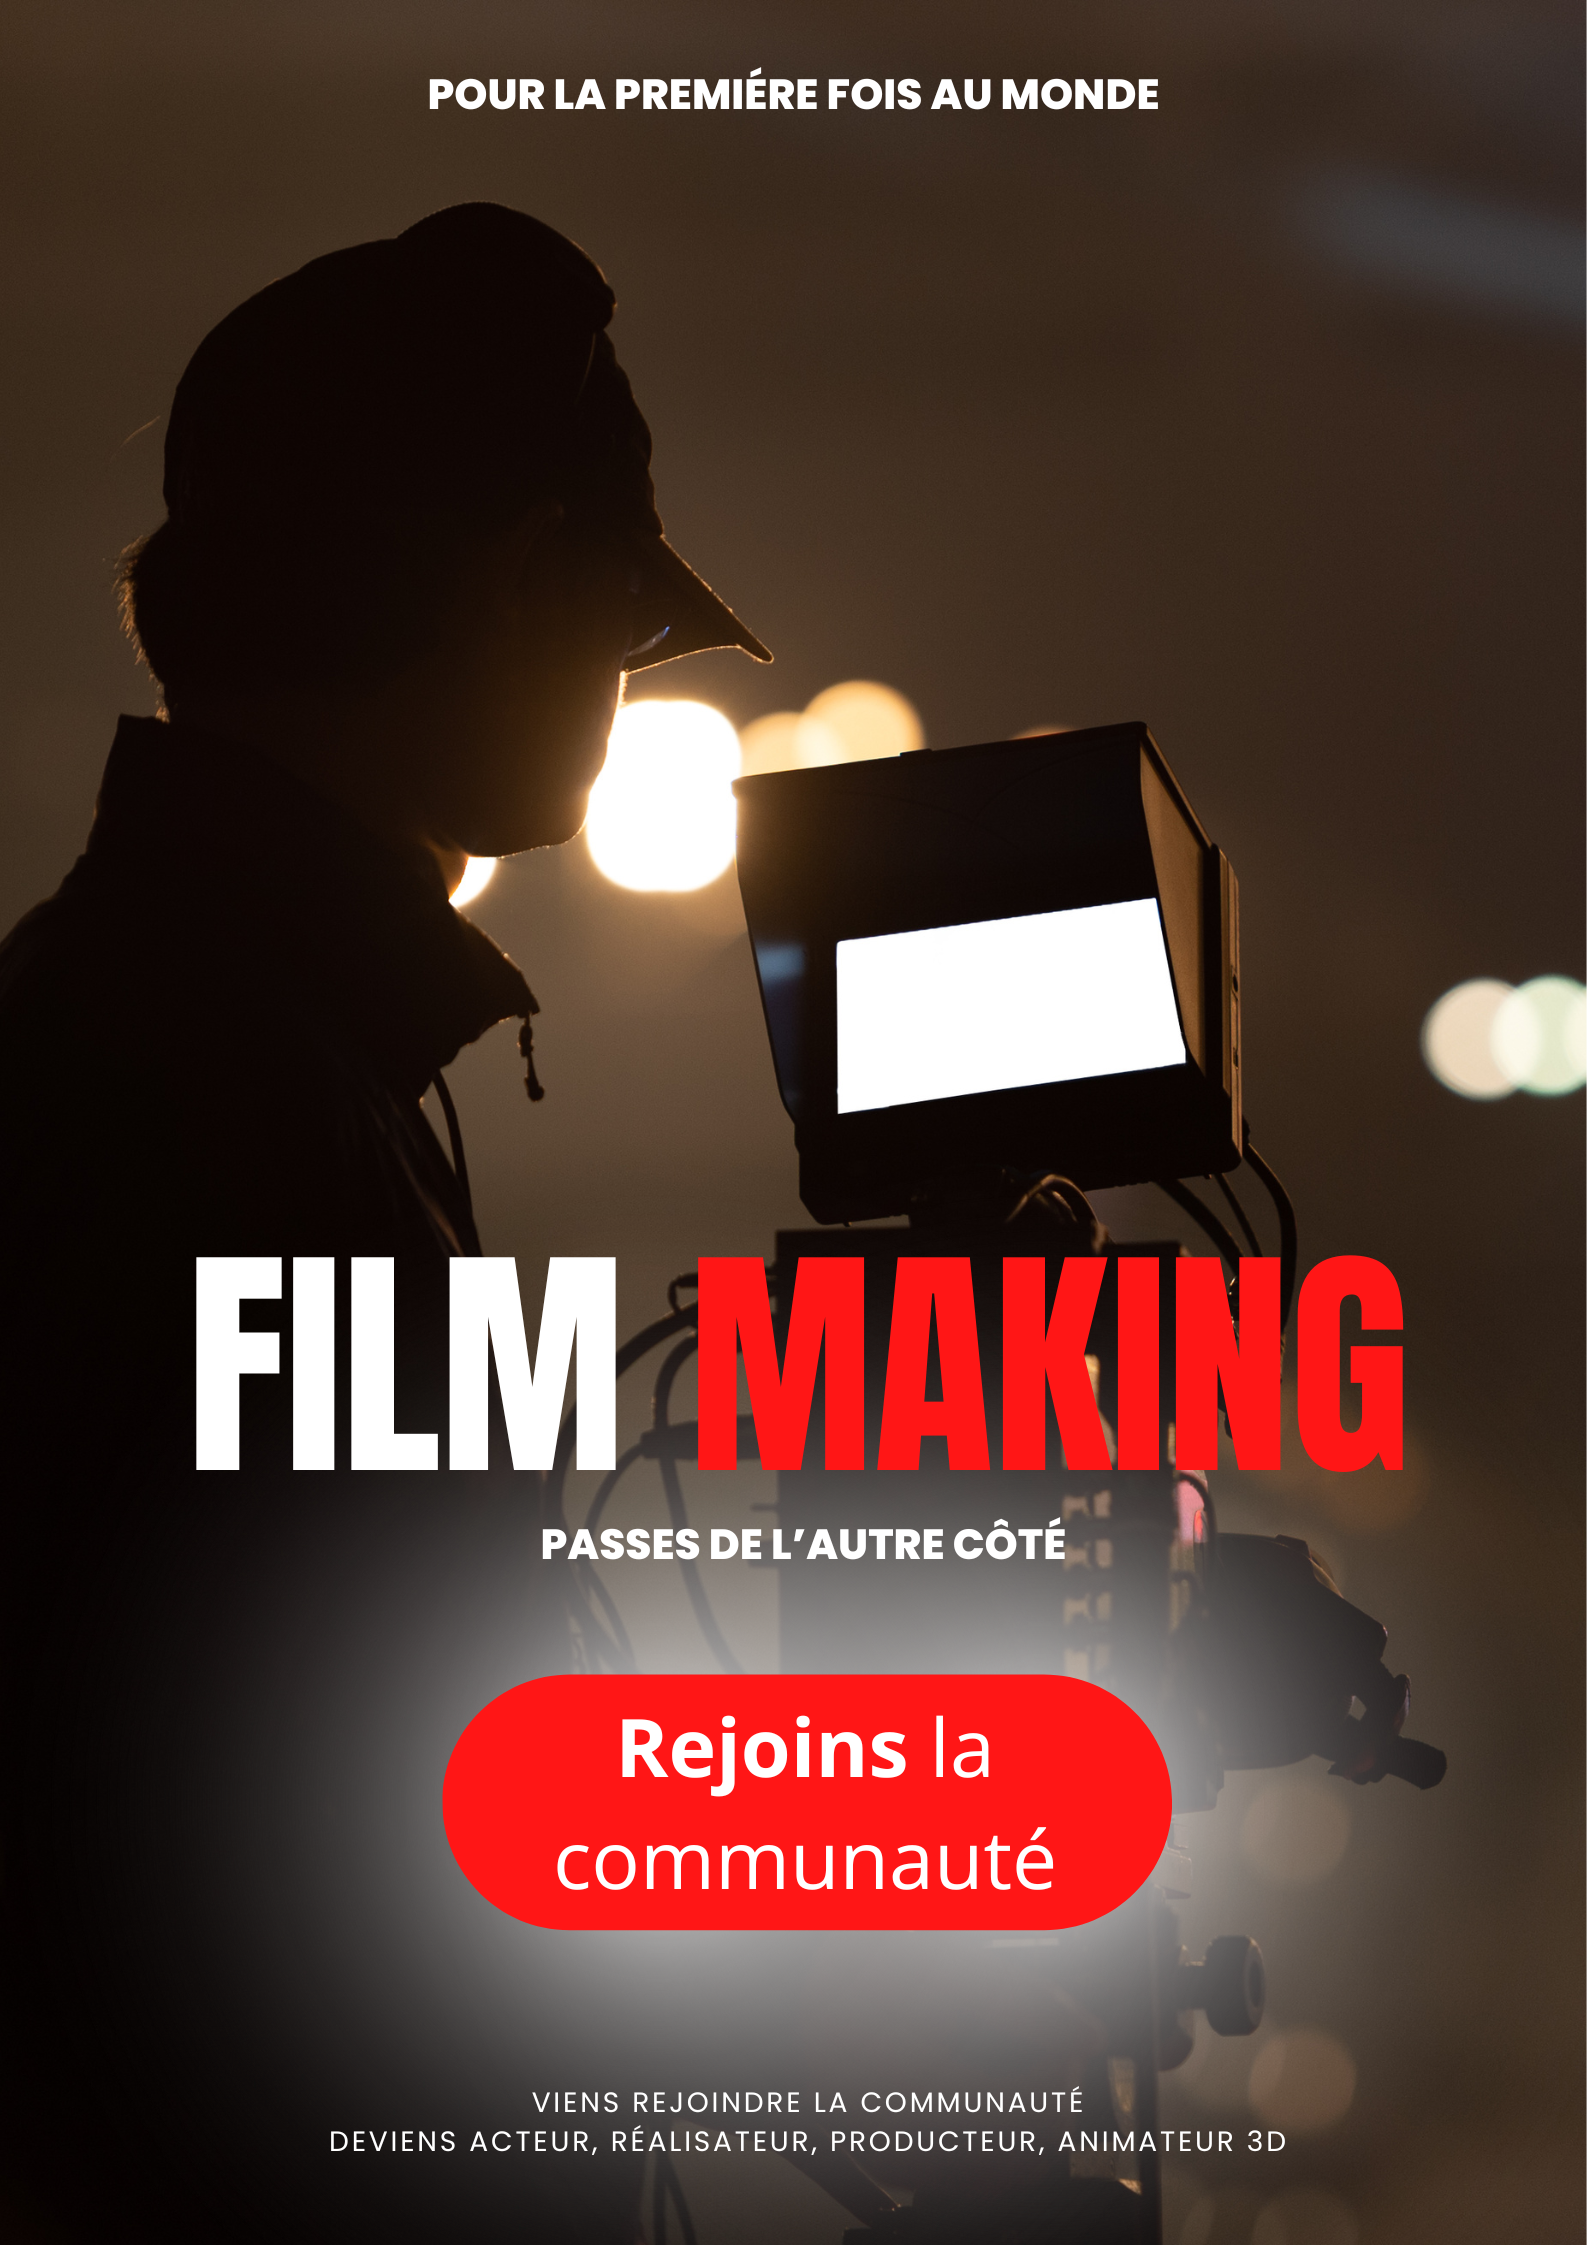 POUR LA PREMIÉRE FOIS AU MONDE
FILM MAKING
PASSES DE L’AUTRE CÔTÉ
Rejoins la
communauté
VIENS REJOINDRE LA COMMUNAUTÉ
DEVIENS ACTEUR, RÉALISATEUR, PRODUCTEUR, ANIMATEUR 3D